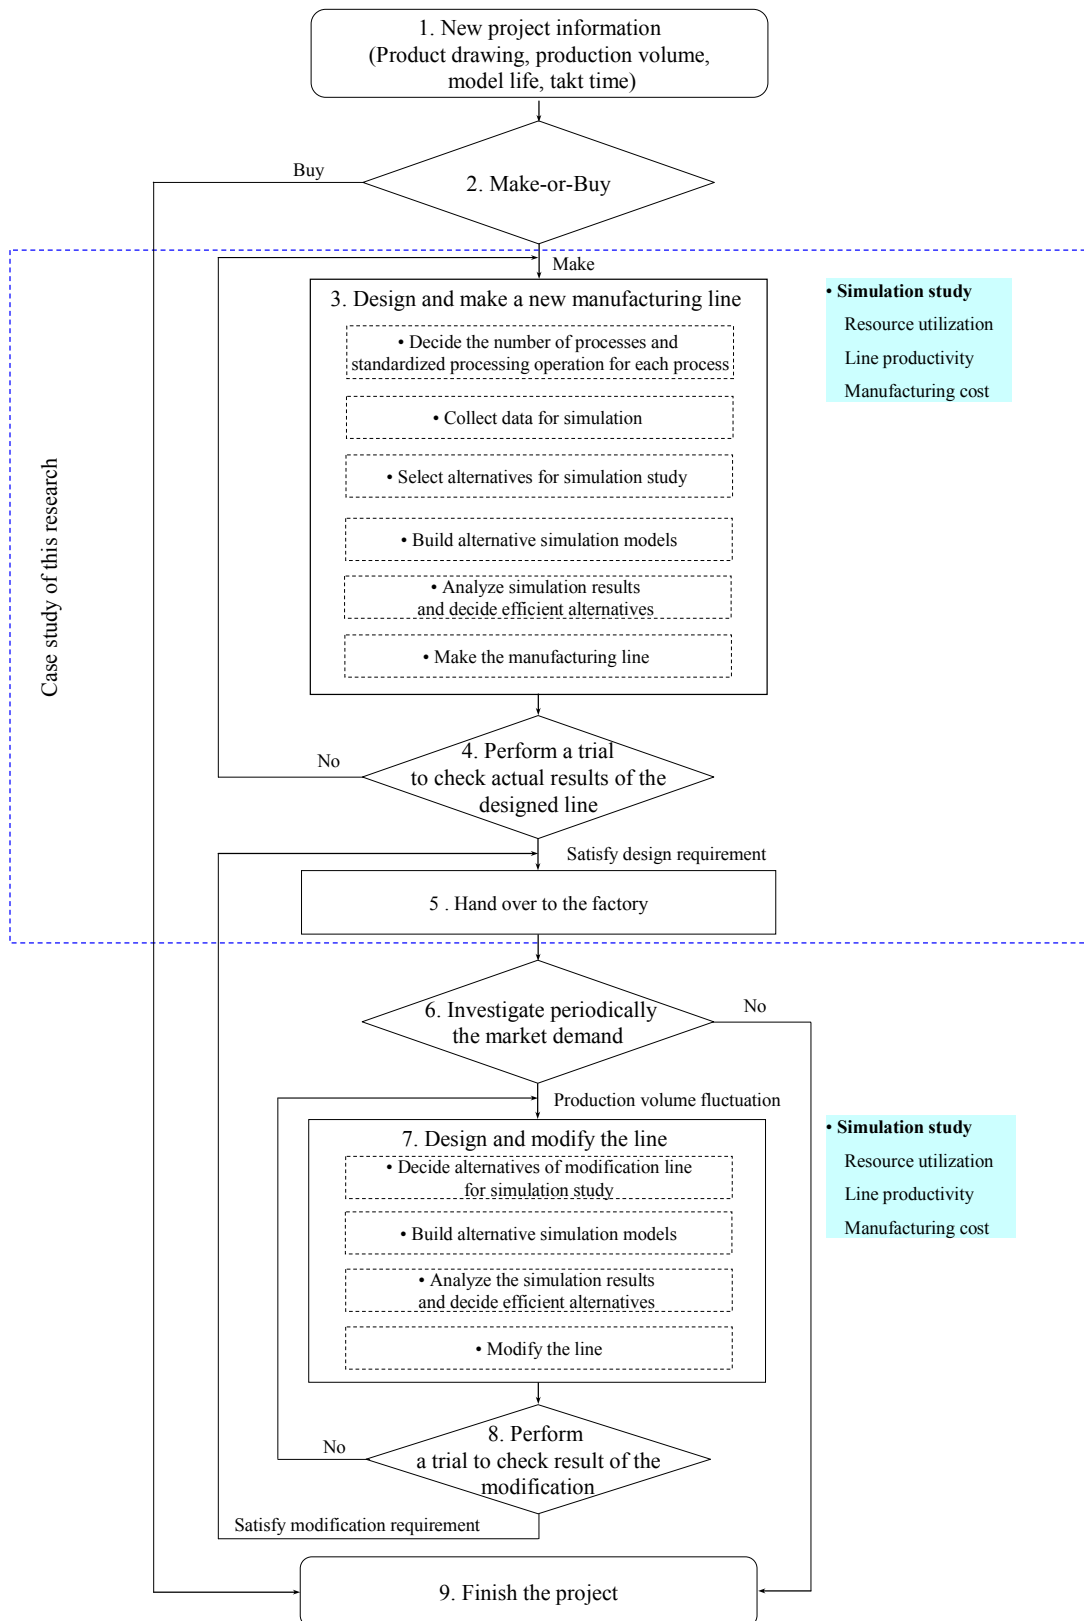 1. New project information
(Product drawing, production volume,
model life, takt time)
Buy
2. Make-or-Buy
Make
3. Design and make a new manufacturing line
• Decide the number of processes and
standardized processing operation for each process
• Collect data for simulation
• Select alternatives for simulation study
• Build alternative simulation models
• Analyze simulation results
and decide efficient alternatives
• Make the manufacturing line
• Simulation study
Resource utilization
Line productivity
Manufacturing cost
Case study of this research
No
4. Perform a trial
to check actual results of the
designed line
Satisfy design requirement
5 . Hand over to the factory
6. Investigate periodically
the market demand
No
Production volume fluctuation
7. Design and modify the line
• Decide alternatives of modification line
for simulation study
• Build alternative simulation models
• Analyze the simulation results
and decide efficient alternatives
• Modify the line
• Simulation study
Resource utilization
Line productivity
Manufacturing cost
No
8. Perform
a trial to check result of the
modification
Satisfy modification requirement
9. Finish the project